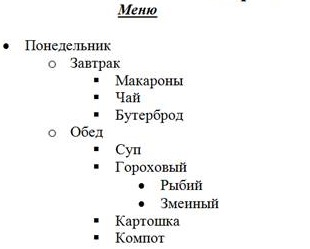 Меню
Понедельник
Завтрак
Макароны
Чай
Бутерброд
Обед
Суп
Гороховый
Рыбий
Змеиный
Картошка
Компот